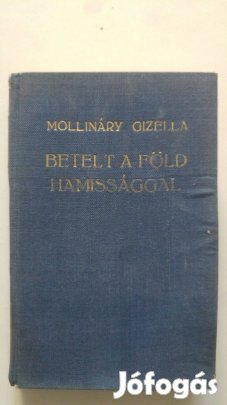 MOLLINÁRY GIZELLA
BETELT A FÖLD
HAMISSÁGGAL
Jófogás